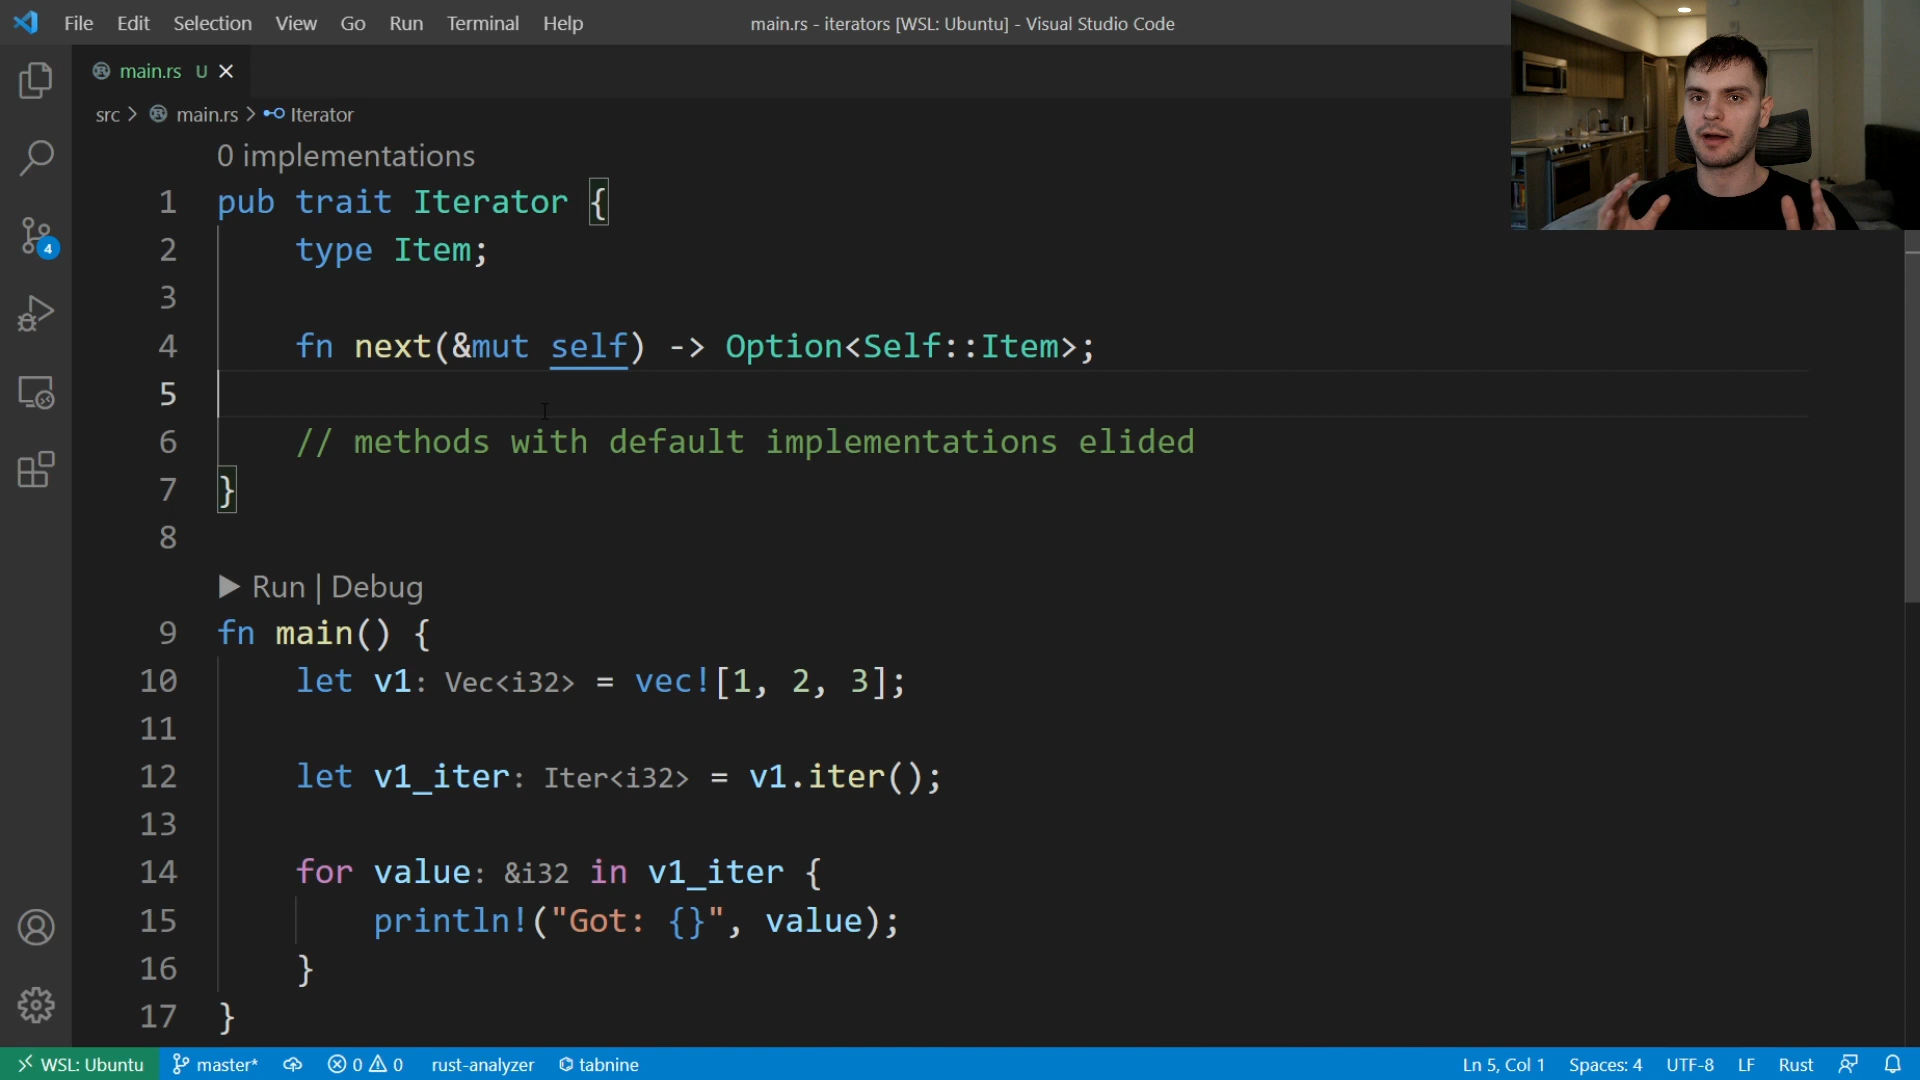 File Edit Selection View Go Run Terminal Help
main.rs - iterators [WSL: Ubuntu] - Visual Studio Code
main.rs U
src > main.rs > Iterator
0 implementations
1 pub trait Iterator {
2 type Item;
3
4 fn next(&mut self) -> Option<Self::Item>;
5
6 // methods with default implementations elided
7 }
8
Run | Debug
9 fn main() {
10 let v1: Vec<i32> = vec![1, 2, 3];
11
12 let v1_iter: Iter<i32> = v1.iter();
13
14 for value: &i32 in v1_iter {
15 println!("Got: {}", value);
16 }
17 }
4
WSL: Ubuntu master* 0 0 rust-analyzer tabnine Ln 5, Col 1 Spaces: 4 UTF-8 LF Rust